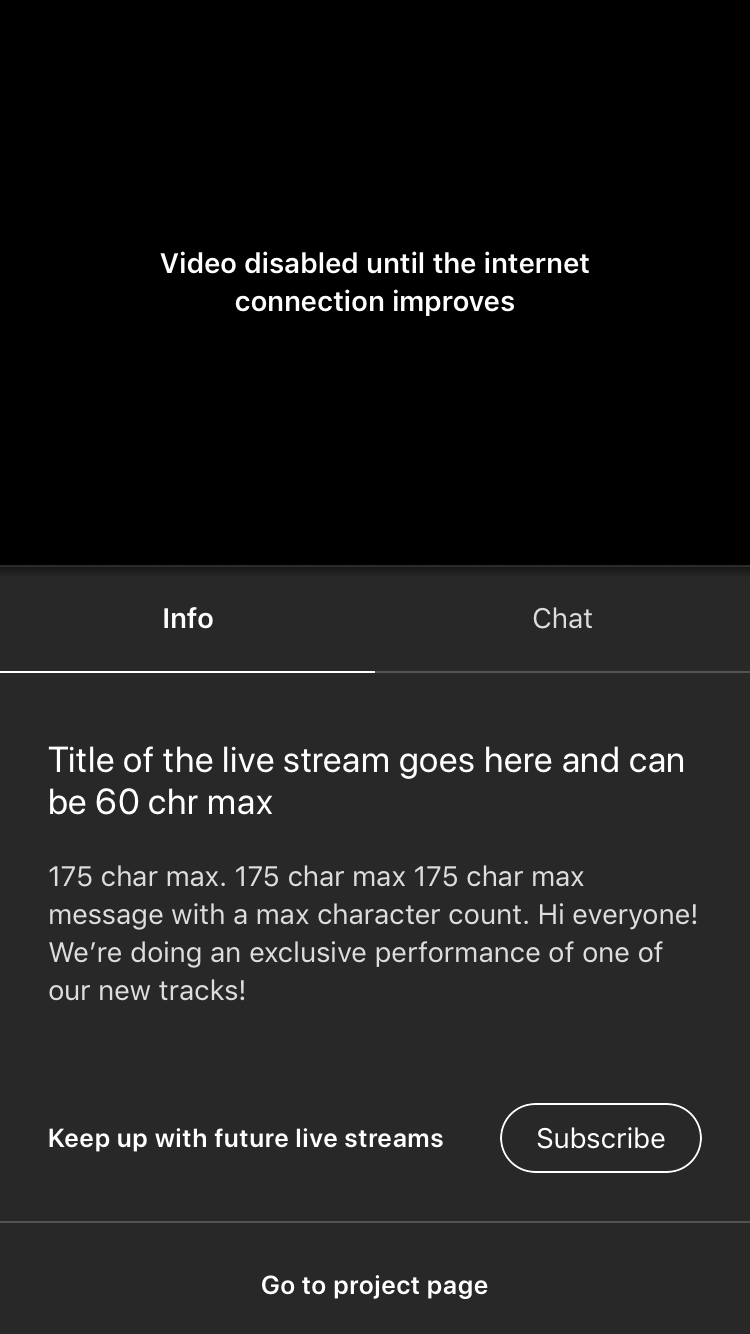 Video disabled until the internet
connection improves
Info
Chat
Title of the live stream goes here and can
be 60 chr max
175 char max. 175 char max 175 char max
message with a max character count. Hi everyone!
We’re doing an exclusive performance of one of
our new tracks!
Keep up with future live streams
Subscribe
Go to project page